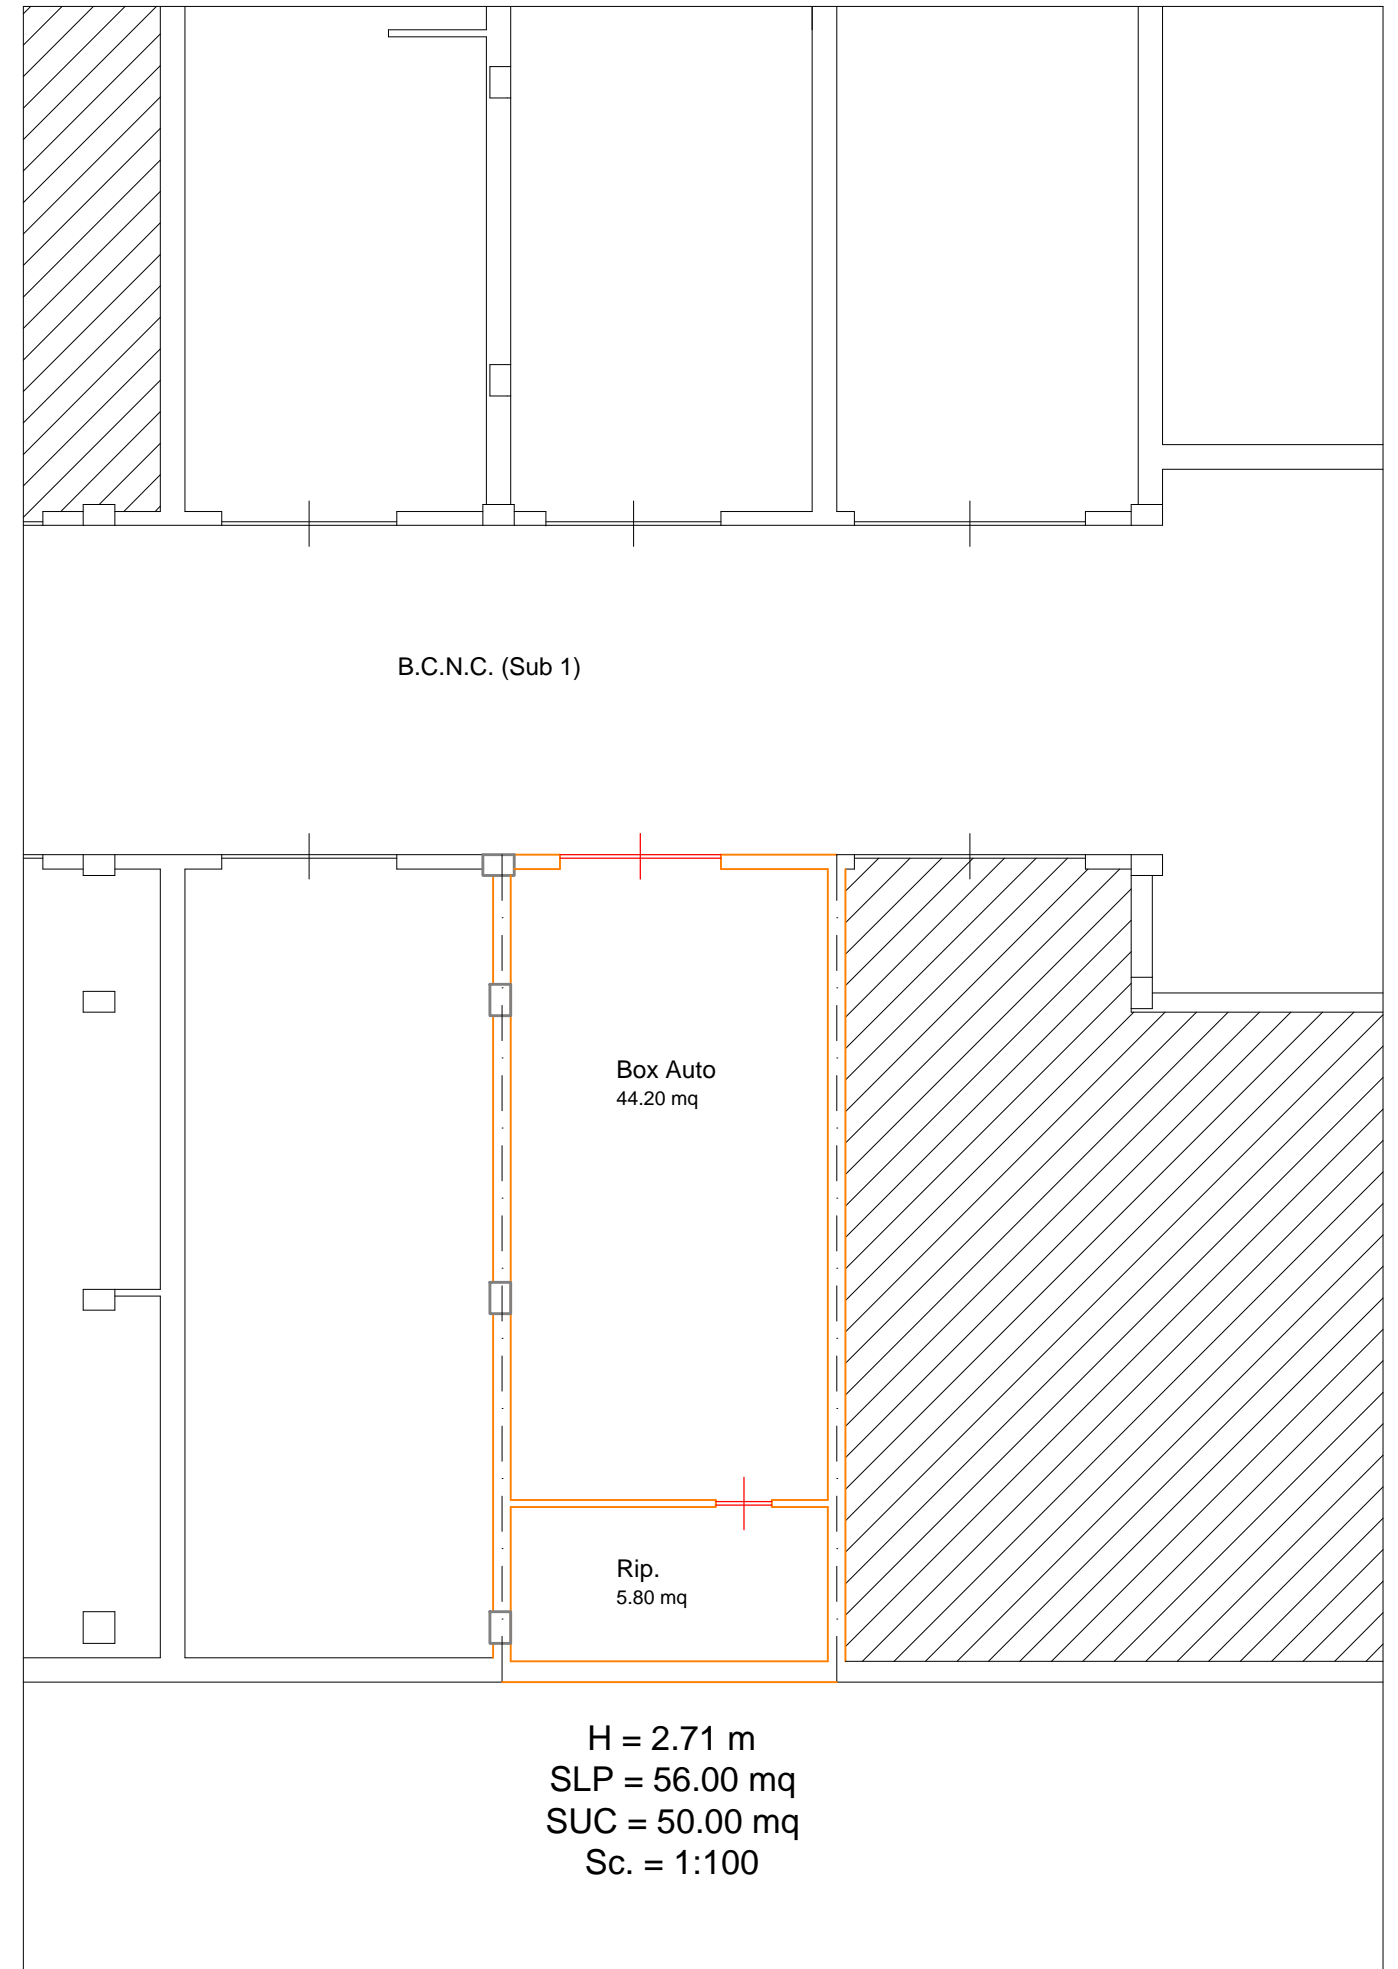 B.C.N.C. (Sub 1)
Box Auto
44.20 mq
Rip.
5.80 mq
H = 2.71 m
SLP = 56.00 mq
SUC = 50.00 mq
Sc. = 1:100